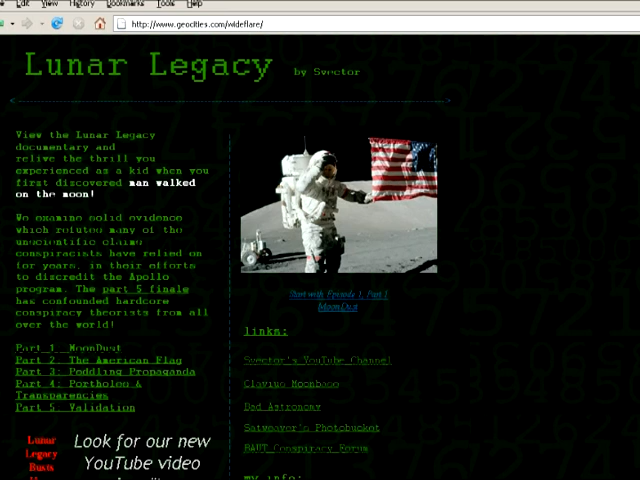 View History Bookmarks Tools Help
http://www.geocities.com/wideflare/
Lunar Legacy by Svector
View the Lunar Legacy
documentary and
relive the thrill you
experienced as a kid when you
first discovered man walked
on the moon!
We examine solid evidence
which refutes many of the
unscientific claims
conspiracists have relied on
for years, in their efforts
to discredit the Apollo
program. The part 5 finale
has confounded hardcore
conspiracy theorists from all
over the world!
Part 1: MoonDust
Part 2: The American Flag
Part 3: Peddling Propaganda
Part 4: Portholes &
Transparencies
Part 5: Validation
Lunar
Legacy
Busts
Look for our new
YouTube video
Start with Episode 1, Part 1
MoonDust
links:
Svector's YouTube Channel
Clavius Moonbase
Bad Astronomy
Satweaver's Photobucket
BAUT Conspiracy Forum
my info: